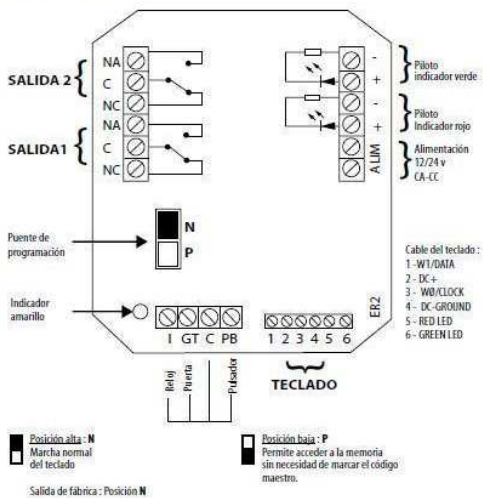 SALIDA 2
NA
C
NC
SALIDA1
NA
C
NC
-
+
Piloto
indicador verde
-
+
Piloto
Indicador rojo
ALIM
Alimentación
12/24 v
CA-CC
Puente de
programación
N
P
Indicador
amarillo
I GT C PB
Reloj
Puerta
Pulsador
1 2 3 4 5 6
TECLADO
ER2
Cable del teclado :
1 - W1/DATA
2 - DC+
3 - WØ/CLOCK
4 - DC-GROUND
5 - RED LED
6 - GREEN LED
Posición alta : N
Marcha normal
del teclado
Posición baja : P
Permite acceder a la memoria
sin necesidad de marcar el código
maestro.
Salida de fábrica : Posición N